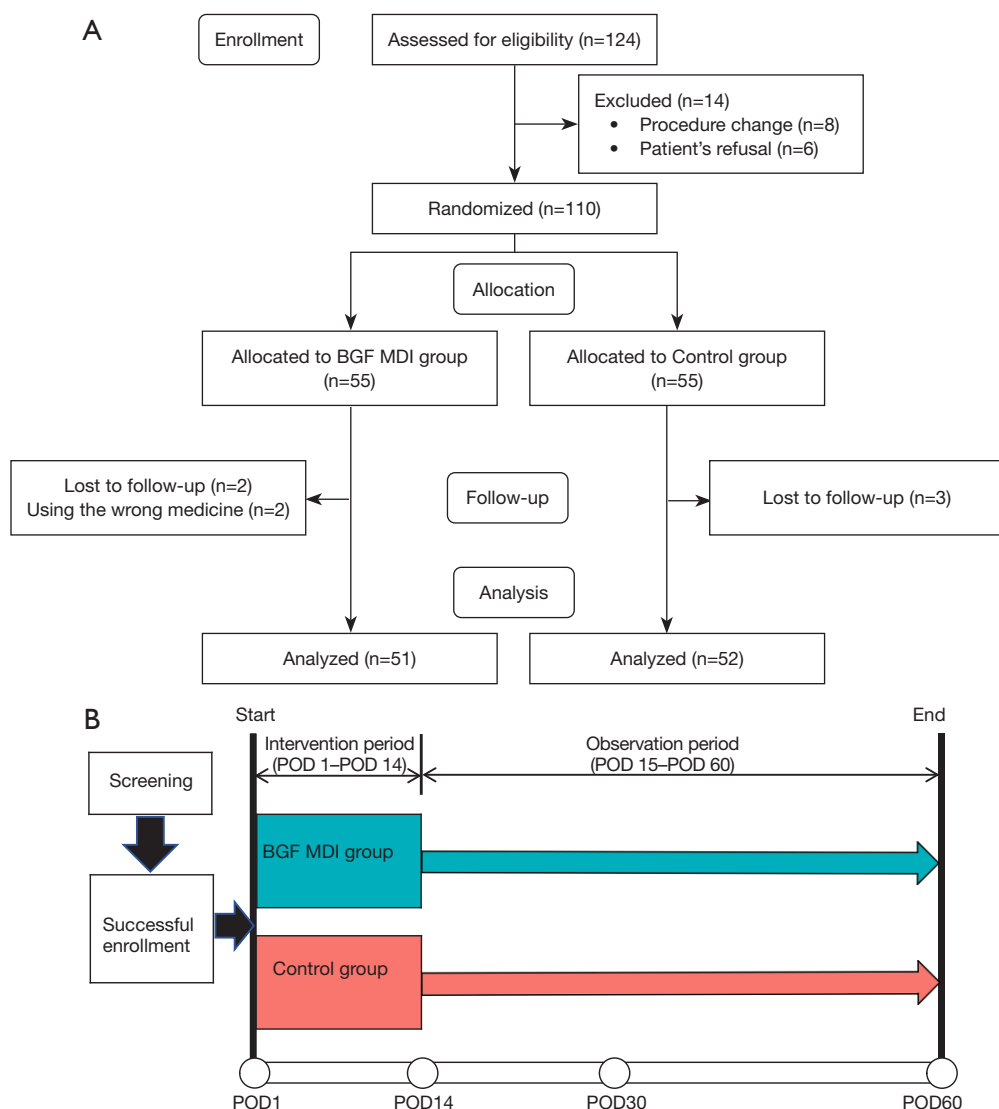 A
Enrollment
Assessed for eligibility (n=124)
Excluded (n=14)
• Procedure change (n=8)
• Patient's refusal (n=6)
Randomized (n=110)
Allocation
Allocated to BGF MDI group
(n=55)
Allocated to Control group
(n=55)
Lost to follow-up (n=2)
Using the wrong medicine (n=2)
Follow-up
Lost to follow-up (n=3)
Analysis
Analyzed (n=51)
Analyzed (n=52)
B
Start
End
Intervention period
(POD 1–POD 14)
Observation period
(POD 15–POD 60)
Screening
BGF MDI group
Successful
enrollment
Control group
POD1
POD14
POD30
POD60